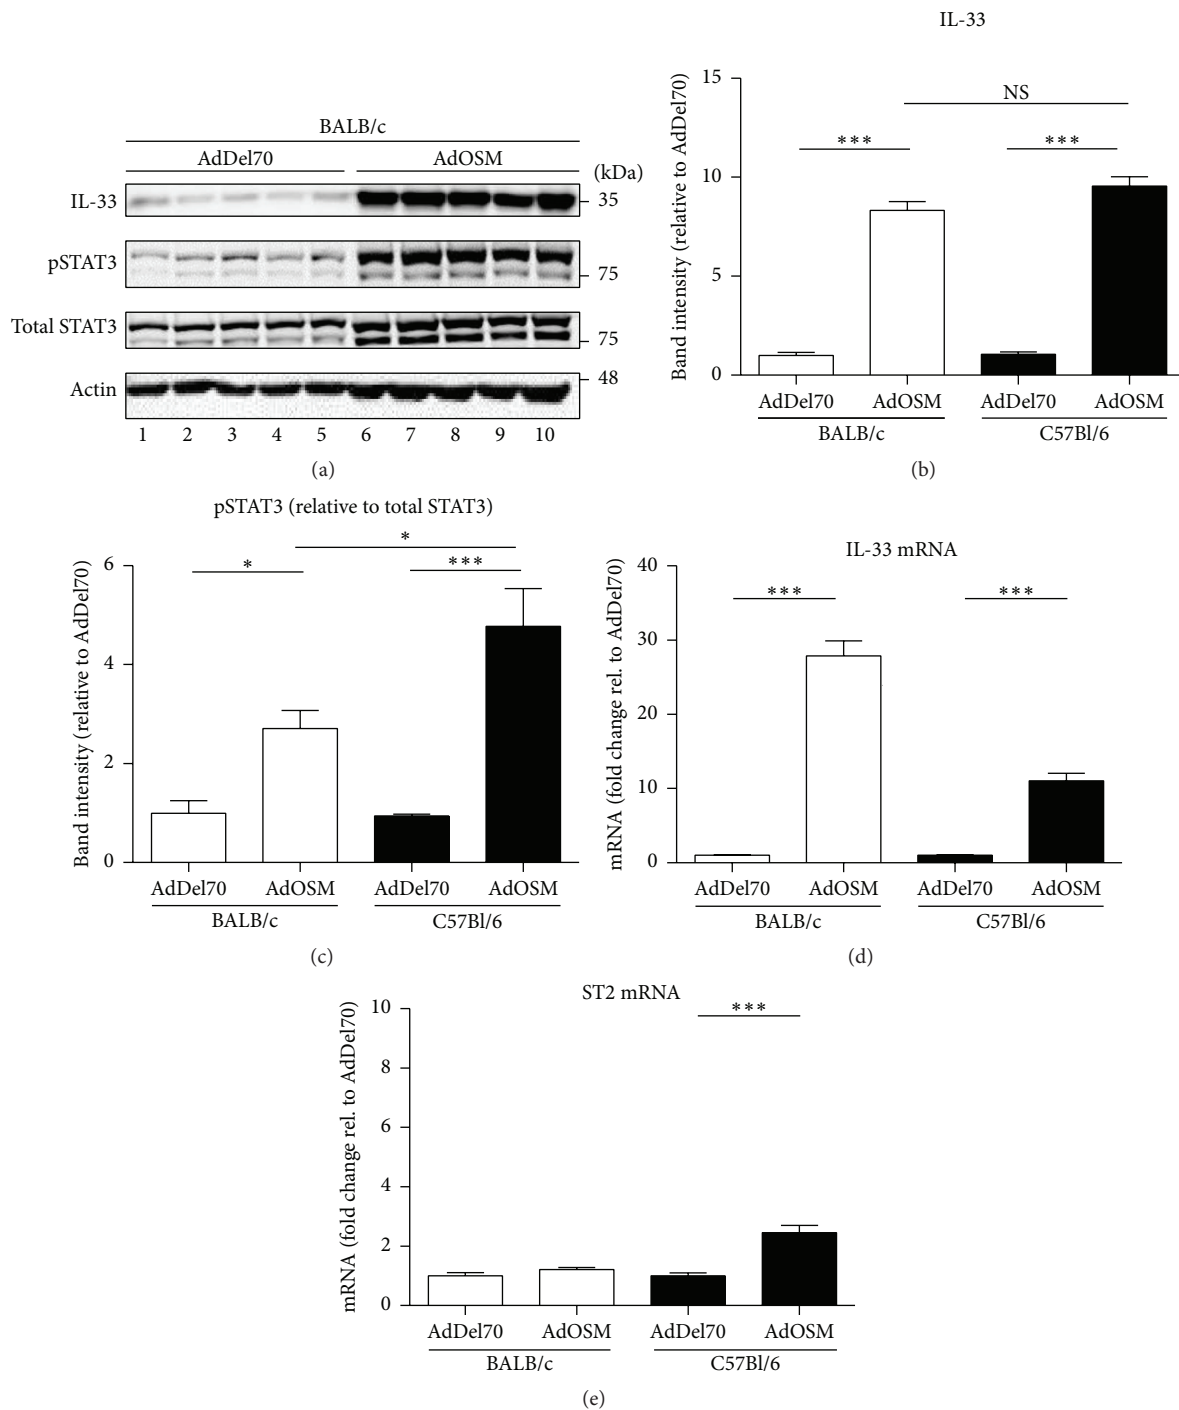 BALB/c
AdDel70 AdOSM
(kDa)
IL-33 35
pSTAT3 75
Total STAT3 75
Actin 48
1 2 3 4 5 6 7 8 9 10
(a)
IL-33
Band intensity (relative to AdDel70)
15
10
5
0
NS
*** ***
AdDel70 AdOSM AdDel70 AdOSM
BALB/c C57Bl/6
(b)
pSTAT3 (relative to total STAT3)
Band intensity (relative to AdDel70)
6
4
2
0
*
* ***
AdDel70 AdOSM AdDel70 AdOSM
BALB/c C57Bl/6
(c)
IL-33 mRNA
mRNA (fold change rel. to AdDel70)
40
30
20
10
0
*** ***
AdDel70 AdOSM AdDel70 AdOSM
BALB/c C57Bl/6
(d)
ST2 mRNA
mRNA (fold change rel. to AdDel70)
10
8
6
4
2
0
***
AdDel70 AdOSM AdDel70 AdOSM
BALB/c C57Bl/6
(e)